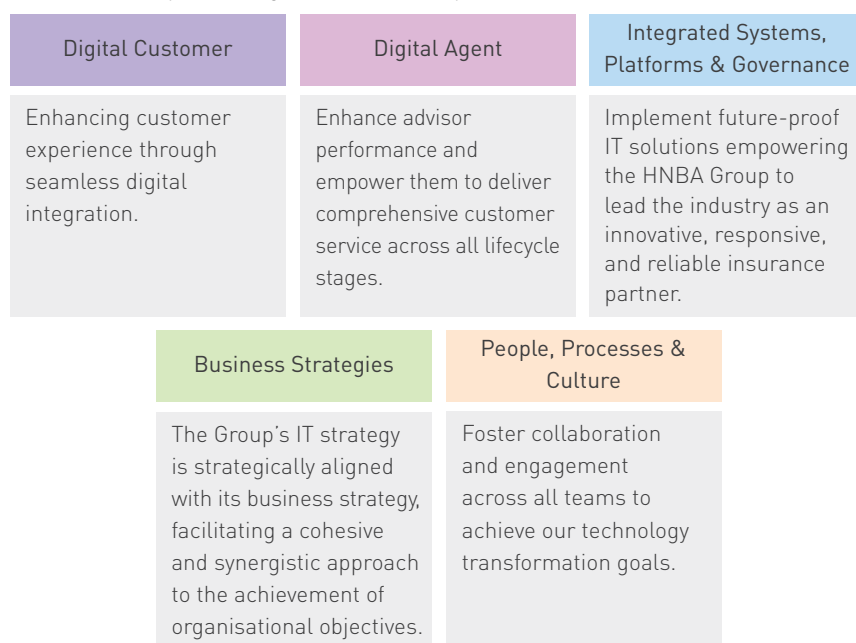 Digital Customer
Enhancing customer
experience through
seamless digital
integration.
Digital Agent
Enhance advisor
performance and
empower them to deliver
comprehensive customer
service across all lifecycle
stages.
Integrated Systems,
Platforms & Governance
Implement future-proof
IT solutions empowering
the HNBA Group to
lead the industry as an
innovative, responsive,
and reliable insurance
partner.
Business Strategies
The Group's IT strategy
is strategically aligned
with its business strategy,
facilitating a cohesive
and synergistic approach
to the achievement of
organisational objectives.
People, Processes &
Culture
Foster collaboration
and engagement
across all teams to
achieve our technology
transformation goals.